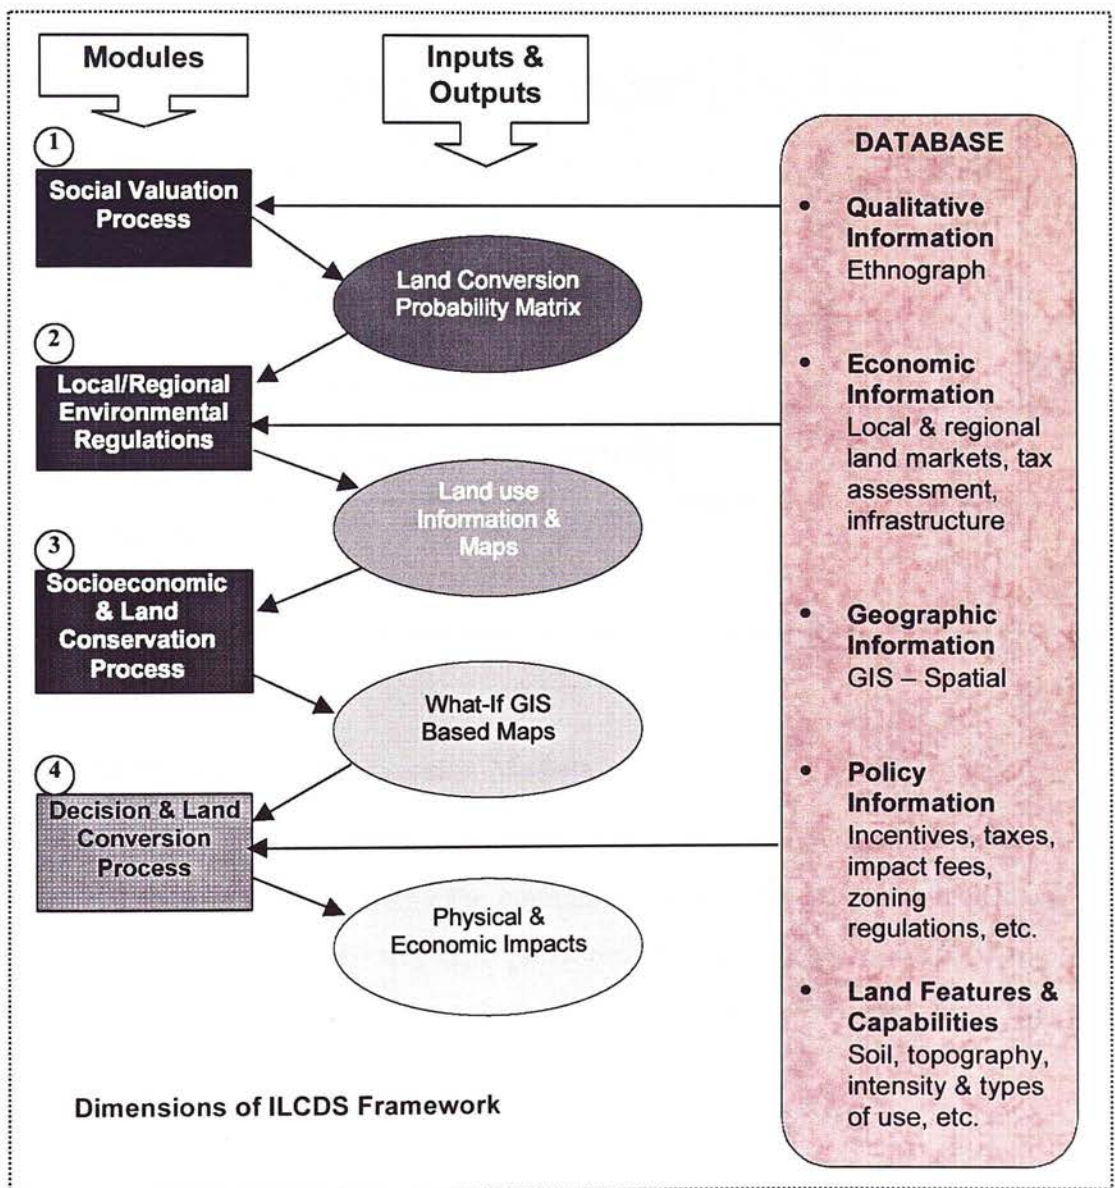 Modules
Inputs &
Outputs
1
Social Valuation
Process
Land Conversion
Probability Matrix
2
Local/Regional
Environmental
Regulations
Land use
Information &
Maps
3
Socioeconomic
& Land
Conservation
Process
What-If GIS
Based Maps
4
Decision & Land
Conversion
Process
Physical &
Economic Impacts
Dimensions of ILCDS Framework
DATABASE
• Qualitative
Information
Ethnograph
• Economic
Information
Local & regional
land markets, tax
assessment,
infrastructure
• Geographic
Information
GIS – Spatial
• Policy
Information
Incentives, taxes,
impact fees,
zoning
regulations, etc.
• Land Features &
Capabilities
Soil, topography,
intensity & types
of use, etc.